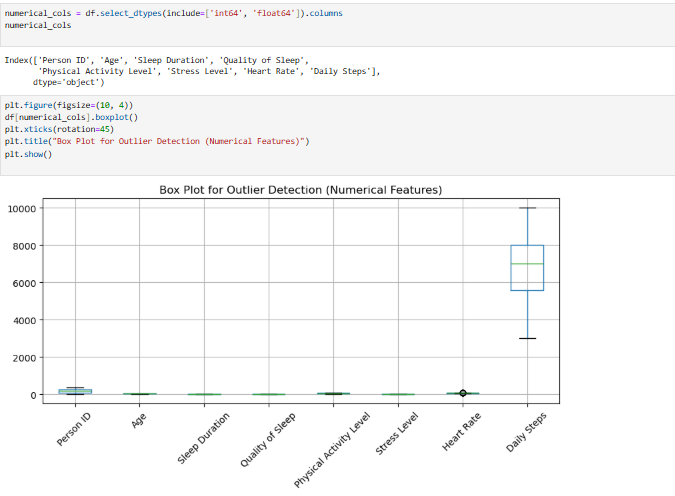 numerical_cols = df.select_dtypes(include=['int64', 'float64']).columns
numerical_cols
Index(['Person ID', 'Age', 'Sleep Duration', 'Quality of Sleep',
'Physical Activity Level', 'Stress Level', 'Heart Rate', 'Daily Steps'],
dtype='object')
plt.figure(figsize=(10, 4))
df[numerical_cols].boxplot()
plt.xticks(rotation=45)
plt.title("Box Plot for Outlier Detection (Numerical Features)")
plt.show()
Box Plot for Outlier Detection (Numerical Features)
10000
8000
6000
4000
2000
0
Person ID
Age
Sleep Duration
Quality of Sleep
Physical Activity Level
Stress Level
Heart Rate
Daily Steps